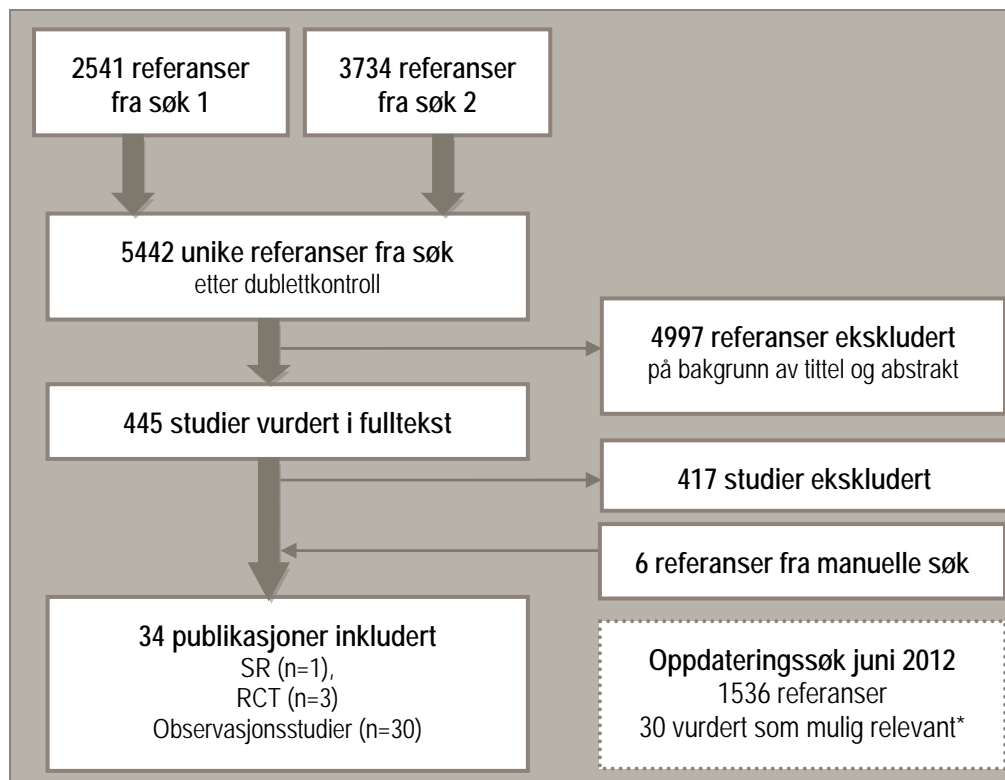 2541 referanser
fra søk 1
3734 referanser
fra søk 2
5442 unike referanser fra søk
etter dublettkontroll
4997 referanser ekskludert
på bakgrunn av tittel og abstrakt
445 studier vurdert i fulltekst
417 studier ekskludert
6 referanser fra manuelle søk
34 publikasjoner inkludert
SR (n=1),
RCT (n=3)
Observasjonsstudier (n=30)
Oppdateringssøk juni 2012
1536 referanser
30 vurdert som mulig relevant*